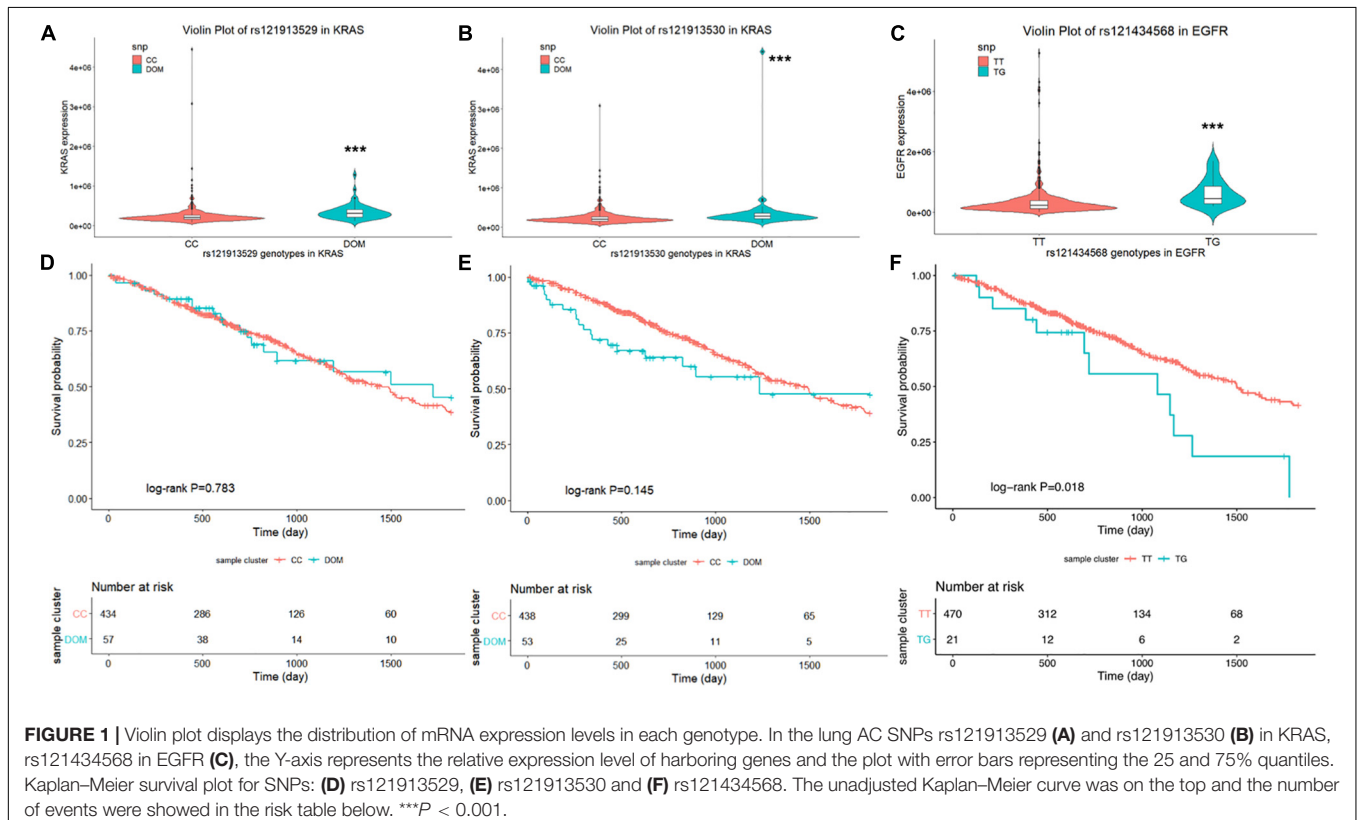 A
Violin Plot of rs121913529 in KRAS
snp
CC
DOM
KRAS expression
4e+06
3e+06
2e+06
1e+06
0e+00
***
CC
DOM
B
Violin Plot of rs121913530 in KRAS
snp
CC
DOM
KRAS expression
4e+06
3e+06
2e+06
1e+06
0e+00
***
CC
DOM
C
Violin Plot of rs121434568 in EGFR
snp
TT
TG
EGFR expression
4e+06
2e+06
0e+00
***
TT
TG
D
rs121913529 genotypes in KRAS
Survival probability
1.00
0.75
0.50
0.25
0.00
log-rank P=0.783
0 500 1000 1500
Time (day)
sample cluster CC DOM
Number at risk
sample cluster
CC 434 286 126 60
DOM 57 38 14 10
0 500 1000 1500
Time (day)
E
rs121913530 genotypes in KRAS
Survival probability
1.00
0.75
0.50
0.25
0.00
log-rank P=0.145
0 500 1000 1500
Time (day)
sample cluster CC DOM
Number at risk
sample cluster
CC 438 299 129 65
DOM 53 25 11 5
0 500 1000 1500
Time (day)
F
rs121434568 genotypes in EGFR
Survival probability
1.00
0.75
0.50
0.25
0.00
log-rank P=0.018
0 500 1000 1500
Time (day)
sample cluster TT TG
Number at risk
sample cluster
TT 470 312 134 68
TG 21 12 6 2
0 500 1000 1500
Time (day)
FIGURE 1 | Violin plot displays the distribution of mRNA expression levels in each genotype. In the lung AC SNPs rs121913529 (A) and rs121913530 (B) in KRAS,
rs121434568 in EGFR (C), the Y-axis represents the relative expression level of harboring genes and the plot with error bars representing the 25 and 75% quantiles.
Kaplan–Meier survival plot for SNPs: (D) rs121913529, (E) rs121913530 and (F) rs121434568. The unadjusted Kaplan–Meier curve was on the top and the number
of events were showed in the risk table below. ***P < 0.001.